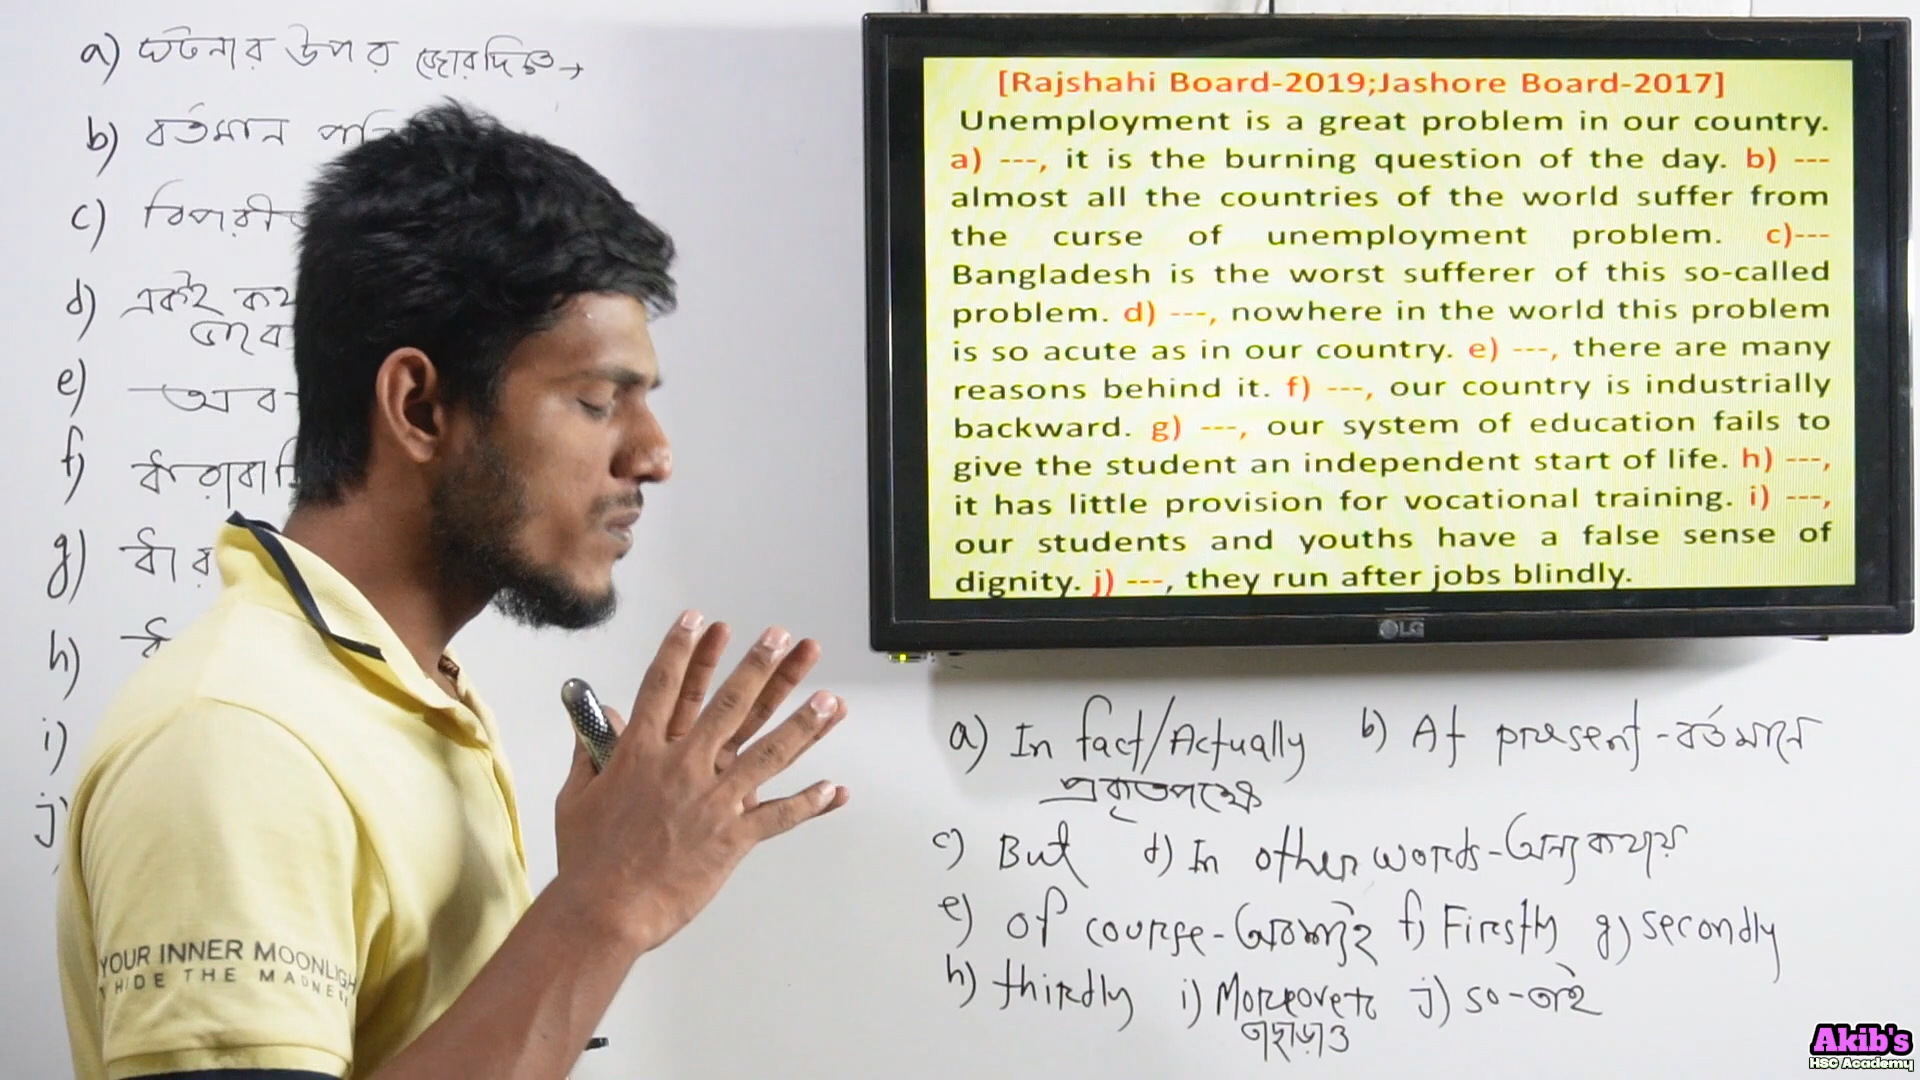 a) ঘটনার উপর জোর দিতে →
b) বর্তমান
c) বিপরীত
d) একই কথা
e)
f)
g)
h)
i)
j)
[Rajshahi Board-2019;Jashore Board-2017]
Unemployment is a great problem in our country.
a) ---, it is the burning question of the day. b) ---
almost all the countries of the world suffer from
the curse of unemployment problem. c)---
Bangladesh is the worst sufferer of this so-called
problem. d) ---, nowhere in the world this problem
is so acute as in our country. e) ---, there are many
reasons behind it. f) ---, our country is industrially
backward. g) ---, our system of education fails to
give the student an independent start of life. h) ---,
it has little provision for vocational training. i) ---,
our students and youths have a false sense of
dignity. j) ---, they run after jobs blindly.
LG
a) In fact/Actually b) At present - বর্তমানে
প্রকৃতপক্ষে
c) But d) In other words - অন্য কথায়
e) of course - অবশ্যই f) Firstly g) secondly
h) thirdly i) Moreover j) so - তাই
তাছাড়াও
YOUR INNER MOONLIGH
HIDE THE MADNE
Akib's
HSC Academy